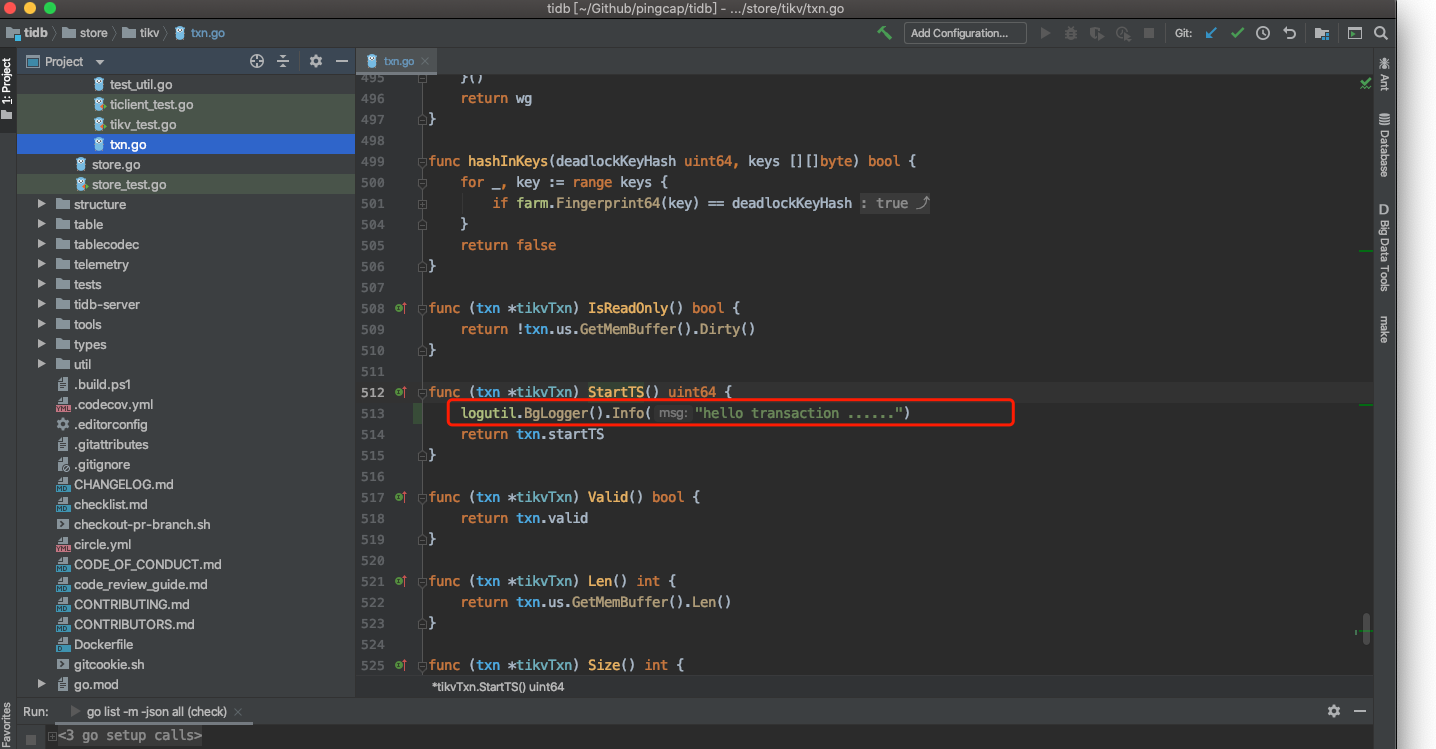 tidb [~/Github/pingcap/tidb] - .../store/tikv/txn.go
tidb store tikv txn.go
Add Configuration...
Git:
1: Project
Project
txn.go
test_util.go
ticlient_test.go
tikv_test.go
txn.go
store.go
store_test.go
structure
table
tablecodec
telemetry
tests
tidb-server
tools
types
util
.build.ps1
.codecov.yml
.editorconfig
.gitattributes
.gitignore
CHANGELOG.md
checklist.md
checkout-pr-branch.sh
circle.yml
CODE_OF_CONDUCT.md
code_review_guide.md
CONTRIBUTING.md
CONTRIBUTORS.md
Dockerfile
gitcookie.sh
go.mod
495 }()
496 return wg
497 }
498
499 func hashInKeys(deadlockKeyHash uint64, keys [][]byte) bool {
500 for _, key := range keys {
501 if farm.Fingerprint64(key) == deadlockKeyHash : true
504 }
505 return false
506 }
507
508 func (txn *tikvTxn) IsReadOnly() bool {
509 return !txn.us.GetMemBuffer().Dirty()
510 }
511
512 func (txn *tikvTxn) StartTS() uint64 {
513 logutil.BgLogger().Info( msg: "hello transaction ......")
514 return txn.startTS
515 }
516
517 func (txn *tikvTxn) Valid() bool {
518 return txn.valid
519 }
520
521 func (txn *tikvTxn) Len() int {
522 return txn.us.GetMemBuffer().Len()
523 }
524
525 func (txn *tikvTxn) Size() int {
*tikvTxn.StartTS() uint64
Ant
Database
D Big Data Tools
make
Favorites
Run: go list -m -json all (check)
<3 go setup calls>